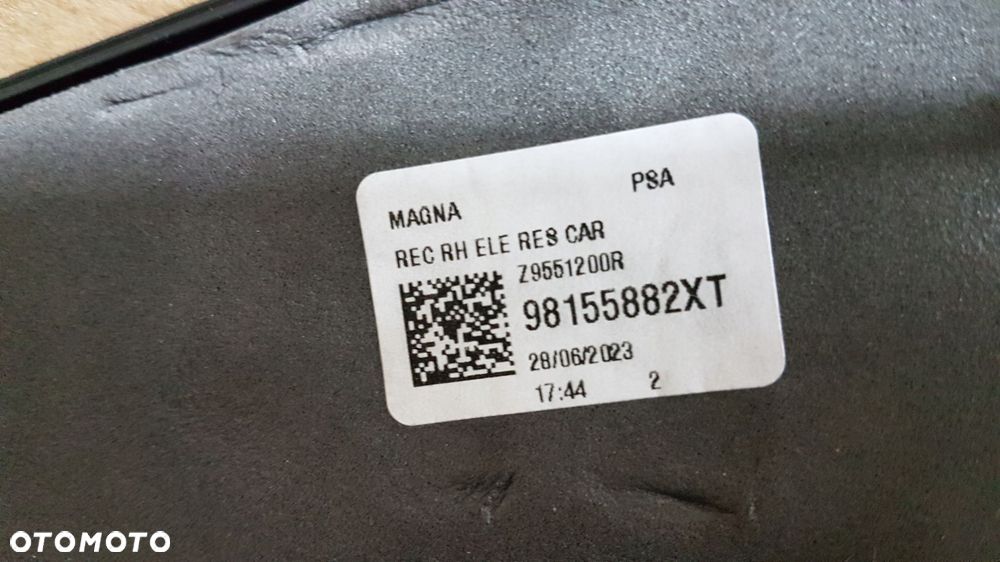 MAGNA PSA
REC RH ELE RES CAR
Z9551200R
98155882XT
28/06/2023
17:44 2
OTOMOTO